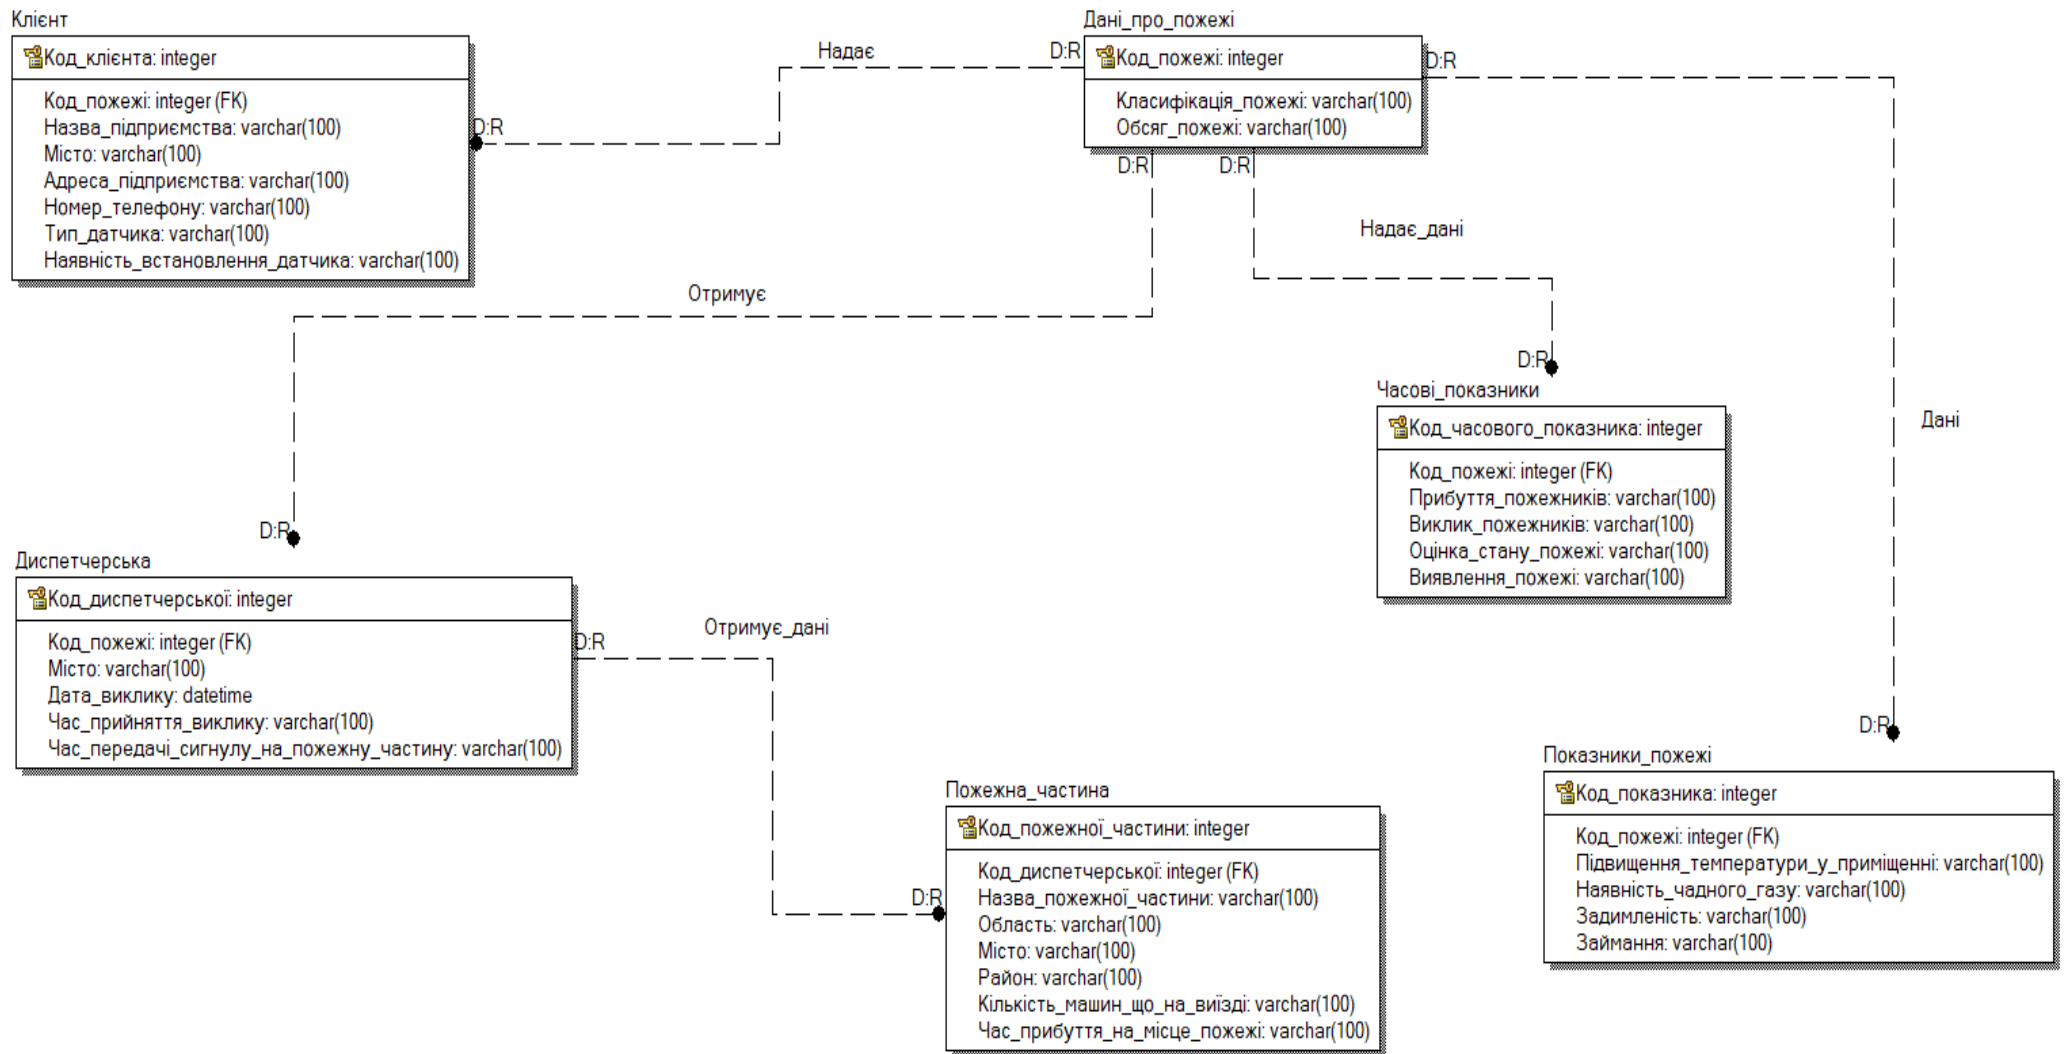 Клієнт
Код_клієнта: integer
Код_пожежі: integer (FK)
Назва_підприємства: varchar(100)
Місто: varchar(100)
Адреса_підприємства: varchar(100)
Номер_телефону: varchar(100)
Тип_датчика: varchar(100)
Наявність_встановлення_датчика: varchar(100)
D:R
Надає
D:R
Дані_про_пожежі
Код_пожежі: integer
Класифікація_пожежі: varchar(100)
Обсяг_пожежі: varchar(100)
D:R
D:R
D:R
Надає_дані
Отримує
D:R
Часові_показники
Код_часового_показника: integer
Код_пожежі: integer (FK)
Прибуття_пожежників: varchar(100)
Виклик_пожежників: varchar(100)
Оцінка_стану_пожежі: varchar(100)
Виявлення_пожежі: varchar(100)
Дані
D:R
Диспетчерська
Код_диспетчерської: integer
Код_пожежі: integer (FK)
Місто: varchar(100)
Дата_виклику: datetime
Час_прийняття_виклику: varchar(100)
Час_передачі_сигнулу_на_пожежну_частину: varchar(100)
D:R
Отримує_дані
D:R
Пожежна_частина
Код_пожежної_частини: integer
Код_диспетчерської: integer (FK)
Назва_пожежної_частини: varchar(100)
Область: varchar(100)
Місто: varchar(100)
Район: varchar(100)
Кількість_машин_що_на_виїзді: varchar(100)
Час_прибуття_на_місце_пожежі: varchar(100)
D:R
Показники_пожежі
Код_показника: integer
Код_пожежі: integer (FK)
Підвищення_температури_у_приміщенні: varchar(100)
Наявність_чадного_газу: varchar(100)
Задимленість: varchar(100)
Займання: varchar(100)